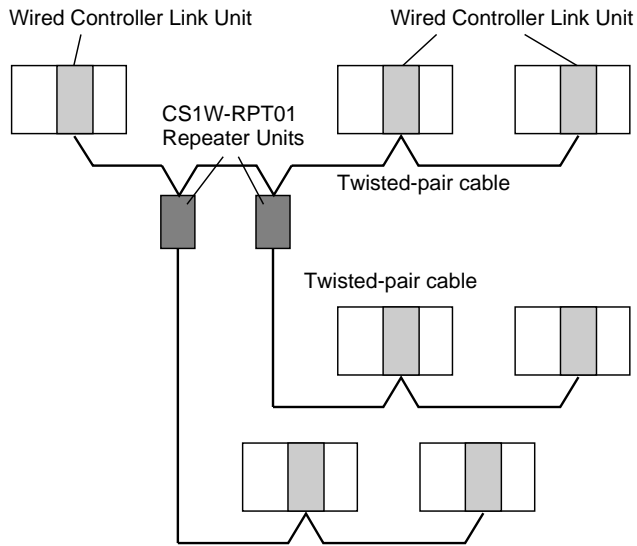 Wired Controller Link Unit
Wired Controller Link Unit
CS1W-RPT01
Repeater Units
Twisted-pair cable
Twisted-pair cable